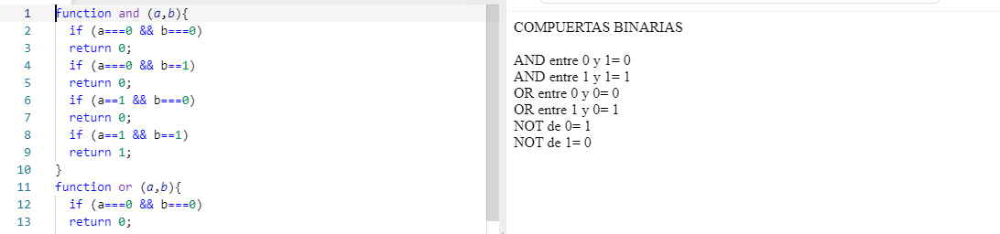 1 function and (a,b){
2 if (a===0 && b===0)
3 return 0;
4 if (a===0 && b==1)
5 return 0;
6 if (a==1 && b===0)
7 return 0;
8 if (a==1 && b==1)
9 return 1;
10 }
11 function or (a,b){
12 if (a===0 && b===0)
13 return 0;
COMPUERTAS BINARIAS
AND entre 0 y 1= 0
AND entre 1 y 1= 1
OR entre 0 y 0= 0
OR entre 1 y 0= 1
NOT de 0= 1
NOT de 1= 0